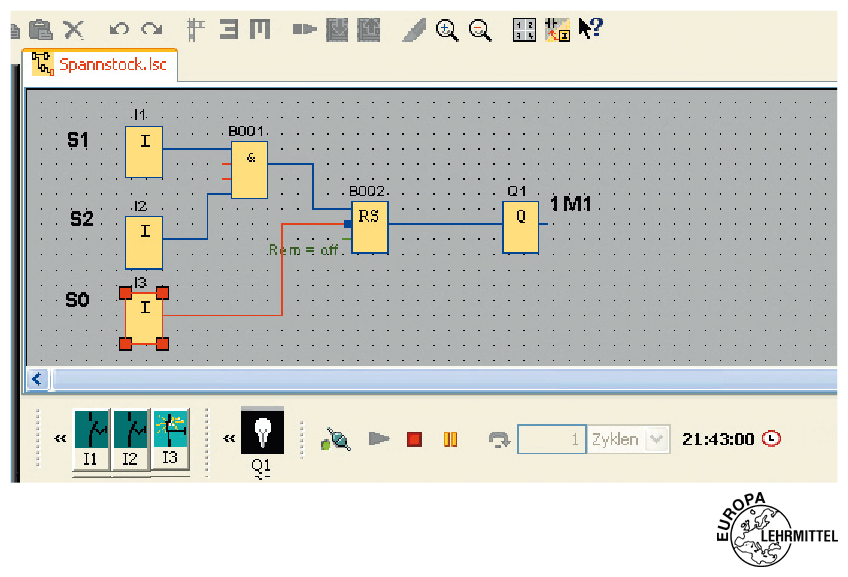 Spannstock.lsc
I1
S1
I
B001
&
I2
S2
I
B002
RS
Rem = off
Q1
Q
1M1
I3
S0
I
«
I1
I2
I3
«
Q1
1
Zyklen
21:43:00
EUROPA
LEHRMITTEL